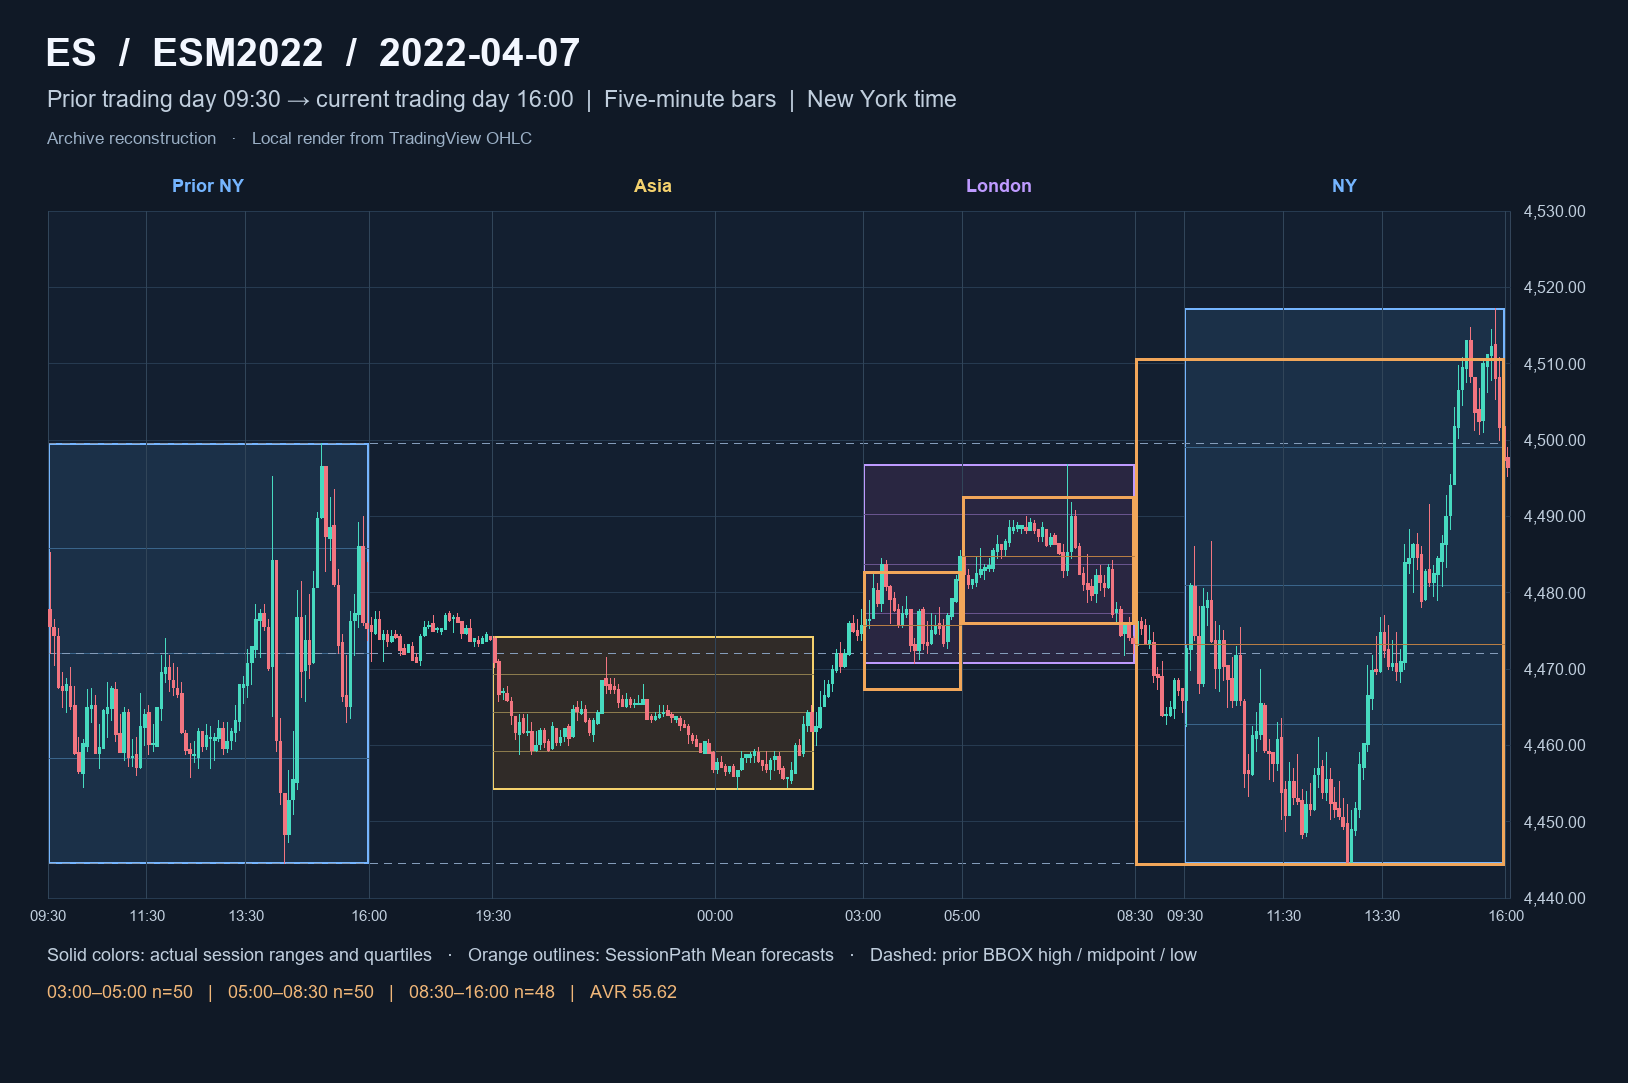 ES / ESM2022 / 2022-04-07
Prior trading day 09:30 → current trading day 16:00 | Five-minute bars | New York time
Archive reconstruction · Local render from TradingView OHLC
Prior NY Asia London NY
4,530.00
4,520.00
4,510.00
4,500.00
4,490.00
4,480.00
4,470.00
4,460.00
4,450.00
4,440.00
09:30 11:30 13:30 16:00 19:30 00:00 03:00 05:00 08:30 09:30 11:30 13:30 16:00
Solid colors: actual session ranges and quartiles · Orange outlines: SessionPath Mean forecasts · Dashed: prior BBOX high / midpoint / low
03:00–05:00 n=50 | 05:00–08:30 n=50 | 08:30–16:00 n=48 | AVR 55.62